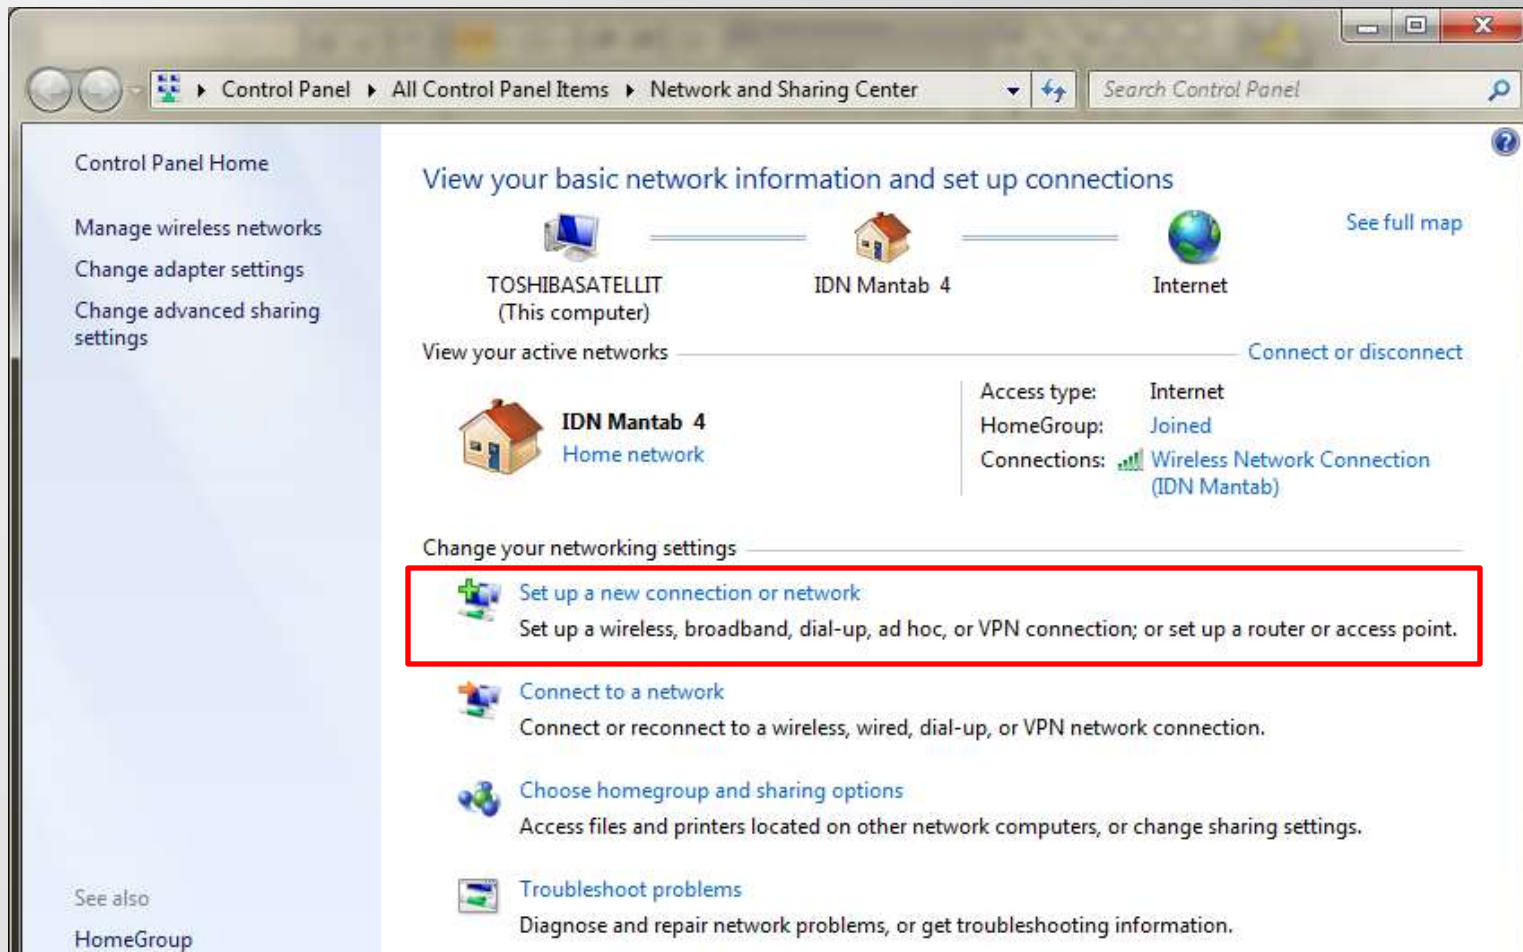 Control Panel ▸ All Control Panel Items ▸ Network and Sharing Center
Search Control Panel
Control Panel Home
Manage wireless networks
Change adapter settings
Change advanced sharing
settings
See also
HomeGroup
View your basic network information and set up connections
See full map
TOSHIBASATELLIT
(This computer)
IDN Mantab 4
Internet
View your active networks
Connect or disconnect
IDN Mantab 4
Home network
Access type: Internet
HomeGroup: Joined
Connections: Wireless Network Connection
(IDN Mantab)
Change your networking settings
Set up a new connection or network
Set up a wireless, broadband, dial-up, ad hoc, or VPN connection; or set up a router or access point.
Connect to a network
Connect or reconnect to a wireless, wired, dial-up, or VPN network connection.
Choose homegroup and sharing options
Access files and printers located on other network computers, or change sharing settings.
Troubleshoot problems
Diagnose and repair network problems, or get troubleshooting information.